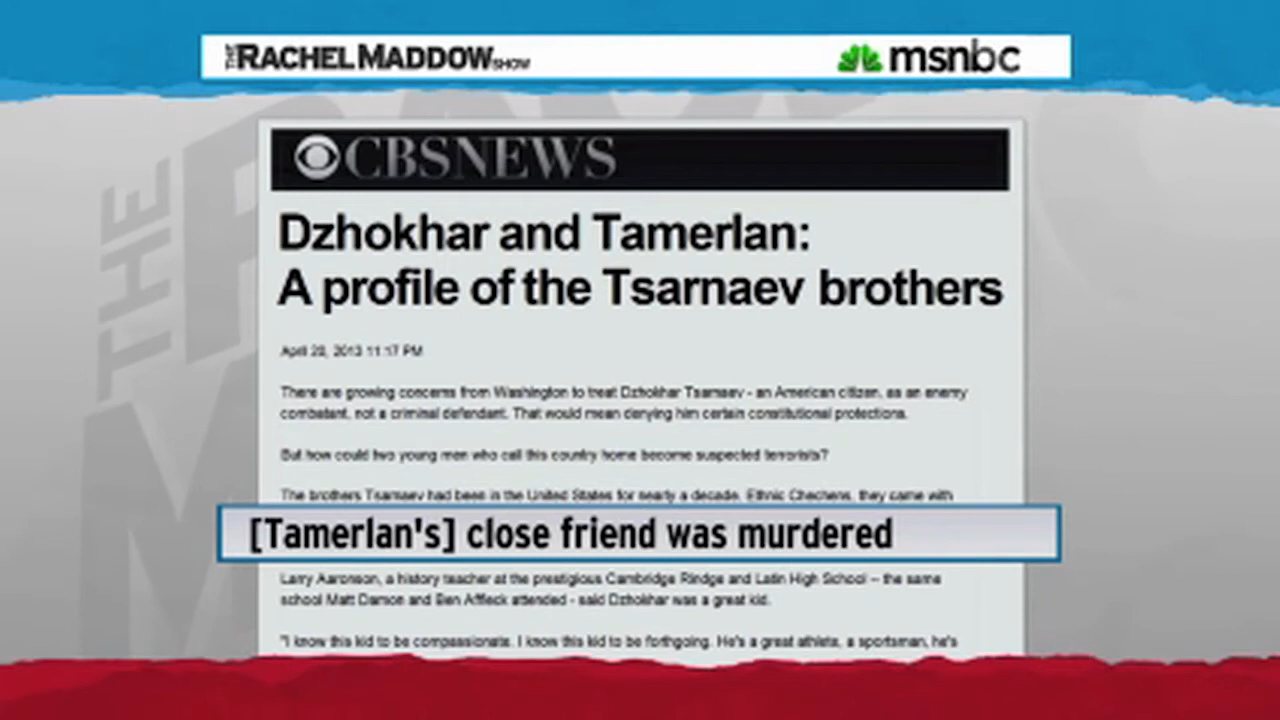 THE RACHEL MADDOW SHOW
msnbc
CBSNEWS
Dzhokhar and Tamerlan:
A profile of the Tsarnaev brothers
April 20, 2013 11:17 PM
There are growing concerns from Washington to treat Dzhokhar Tsarnaev - an American citizen, as an enemy
combatant, not a criminal defendant. That would mean denying him certain constitutional protections.
But how could two young men who call this country home become suspected terrorists?
The brothers Tsarnaev had been in the United States for nearly a decade. Ethnic Chechens, they came with
[Tamerlan's] close friend was murdered
Larry Aaronson, a history teacher at the prestigious Cambridge Rindge and Latin High School – the same
school Matt Damon and Ben Affleck attended - said Dzhokhar was a great kid.
"I know this kid to be compassionate. I know this kid to be forthgoing. He's a great athlete, a sportsman, he's
THE